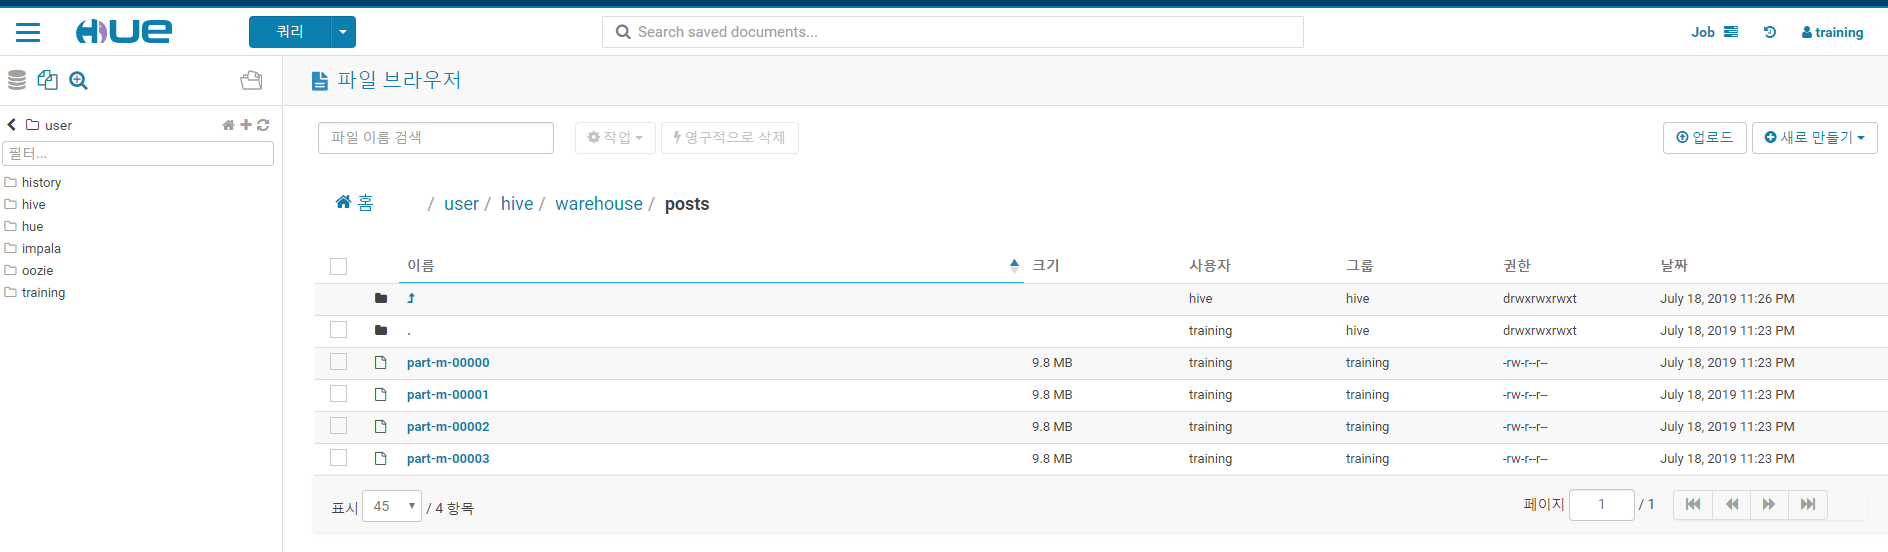 HUE
쿼리
Search saved documents...
Job
training
파일 브라우저
user
필터...
history
hive
hue
impala
oozie
training
파일 이름 검색
작업
영구적으로 삭제
업로드
새로 만들기
홈 / user / hive / warehouse / posts
이름 크기 사용자 그룹 권한 날짜
hive hive drwxrwxrwxt July 18, 2019 11:26 PM
. training hive drwxrwxrwxt July 18, 2019 11:23 PM
part-m-00000 9.8 MB training training -rw-r--r-- July 18, 2019 11:23 PM
part-m-00001 9.8 MB training training -rw-r--r-- July 18, 2019 11:23 PM
part-m-00002 9.8 MB training training -rw-r--r-- July 18, 2019 11:23 PM
part-m-00003 9.8 MB training training -rw-r--r-- July 18, 2019 11:23 PM
표시 45 / 4 항목
페이지 1 / 1